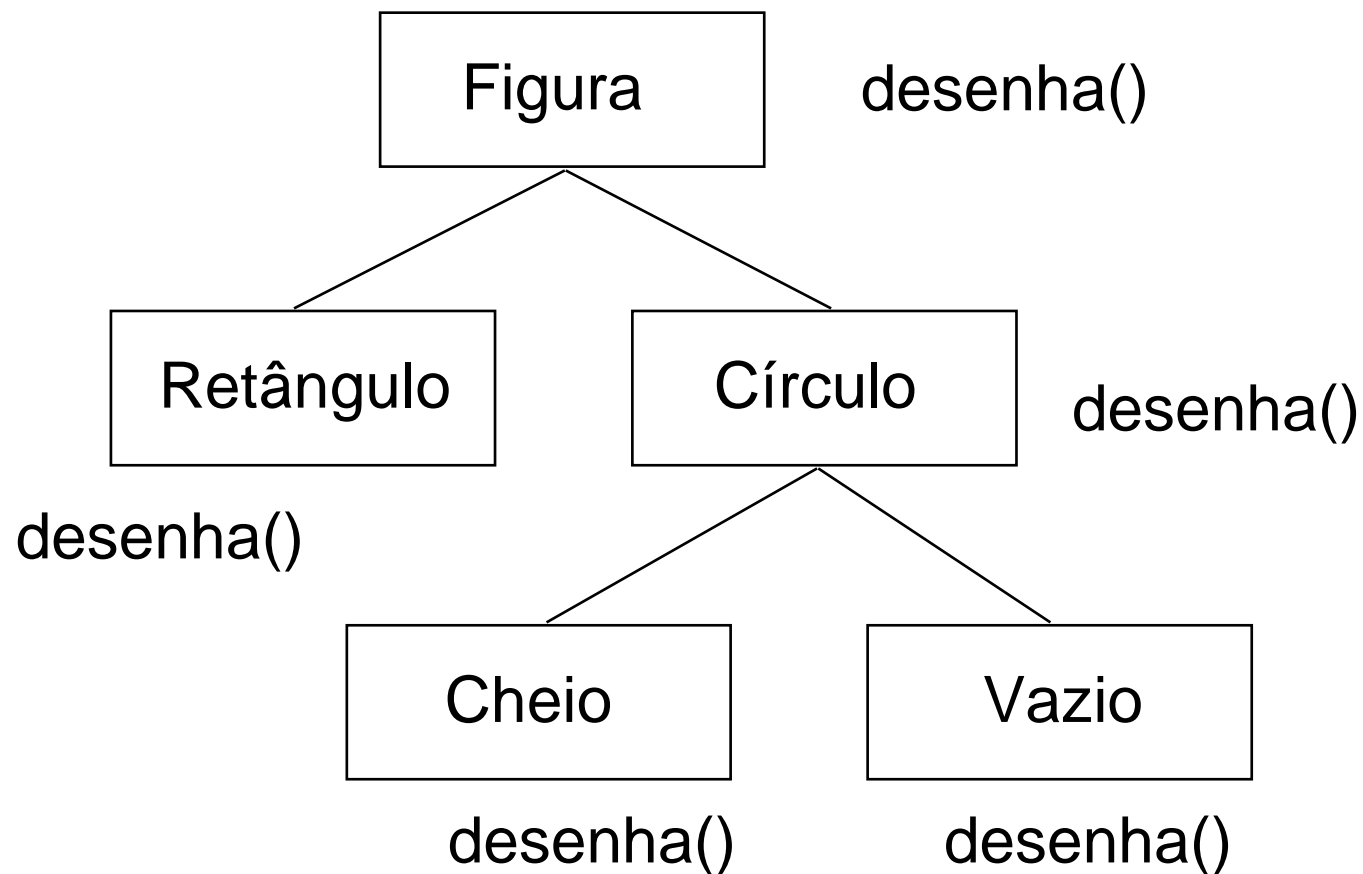 Figura
desenha()
Retângulo
Círculo
desenha()
desenha()
Cheio
Vazio
desenha()
desenha()